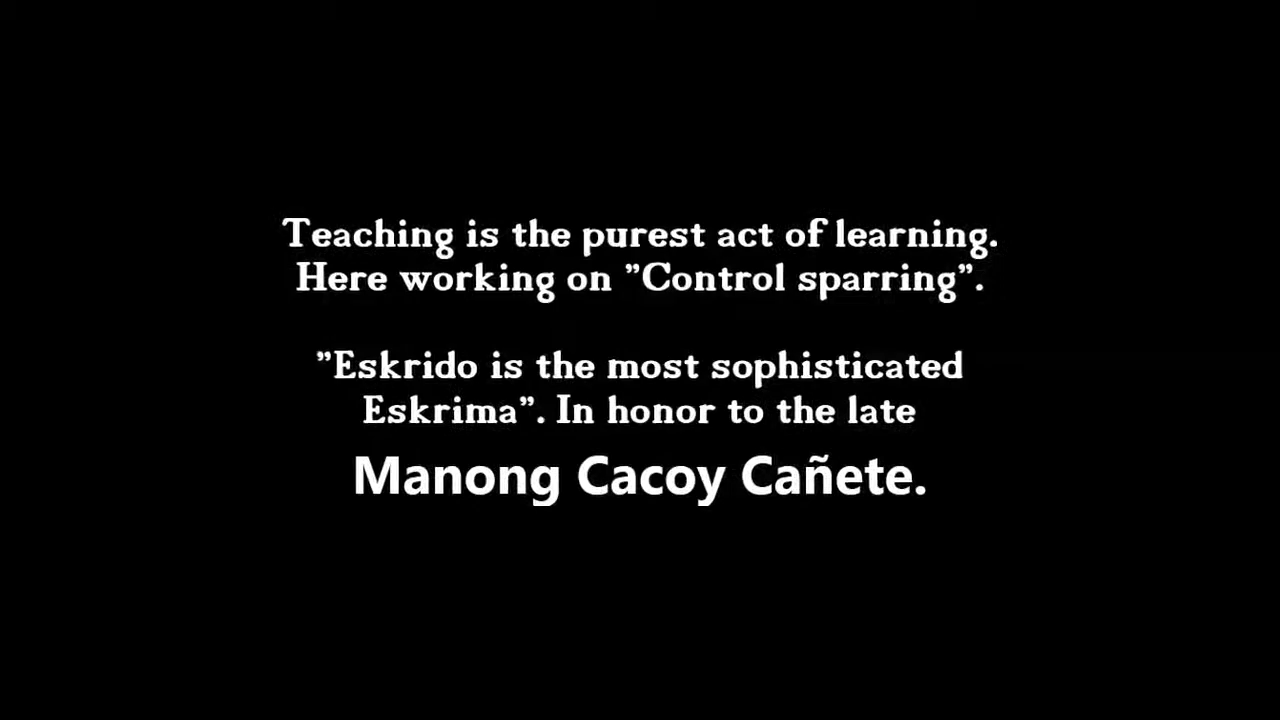 Teaching is the purest act of learning.
Here working on ”Control sparring”.
”Eskrido is the most sophisticated
Eskrima”. In honor to the late
Manong Cacoy Cañete.